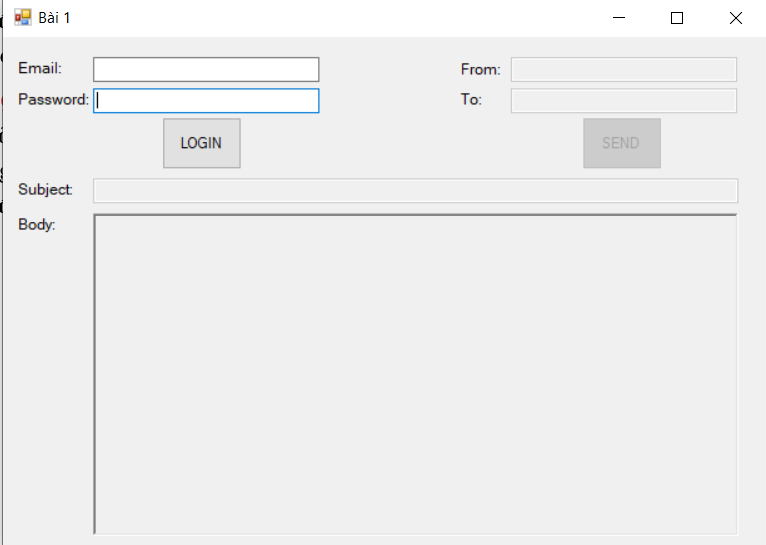 Bài 1
Email:
From:
Password:
To:
LOGIN
SEND
Subject:
Body: